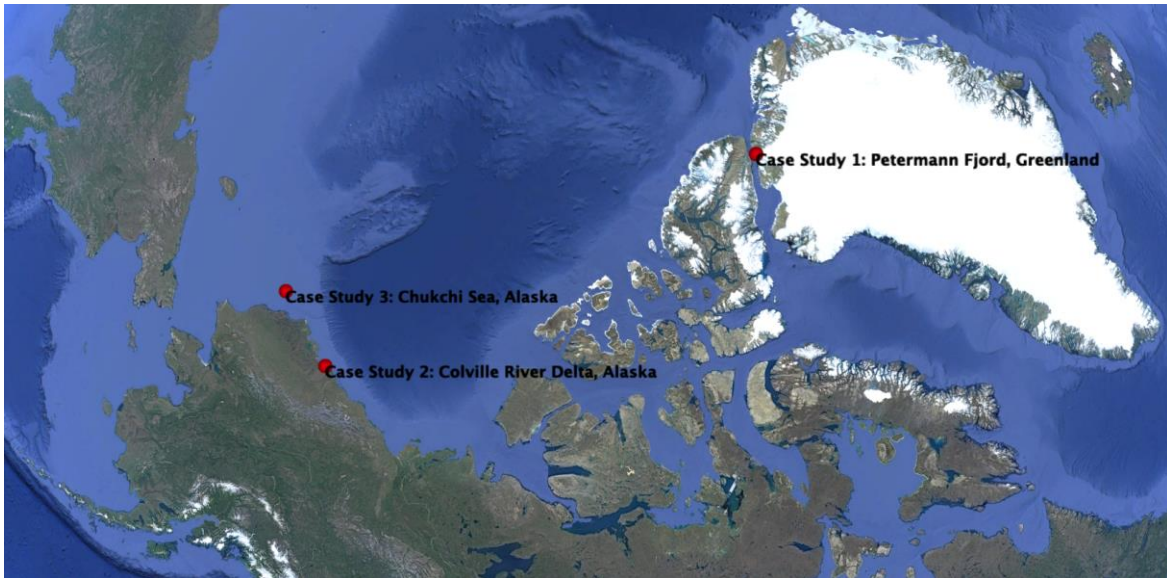 Case Study 1: Petermann Fjord, Greenland
Case Study 3: Chukchi Sea, Alaska
Case Study 2: Colville River Delta, Alaska